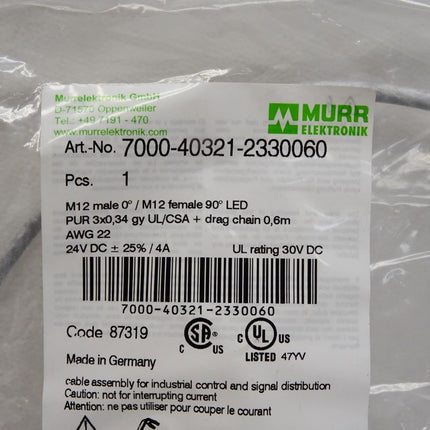 Murrelektronik GmbH
D-71570 Oppenweiler
Tel.: +49 7191 - 470
www.murrelektronik.com
MURR
ELEKTRONIK
Art.-No. 7000-40321-2330060
Pcs. 1
M12 male 0° / M12 female 90° LED
PUR 3x0,34 gy UL/CSA + drag chain 0,6m
AWG 22
24V DC ± 25% / 4A UL rating 30V DC
7000-40321-2330060
Code 87319
C SA US
C UL US
LISTED 47YV
Made in Germany
cable assembly for industrial control and signal distribution
Caution: not for interrupting current
Attention: ne pas utiliser pour couper le courant